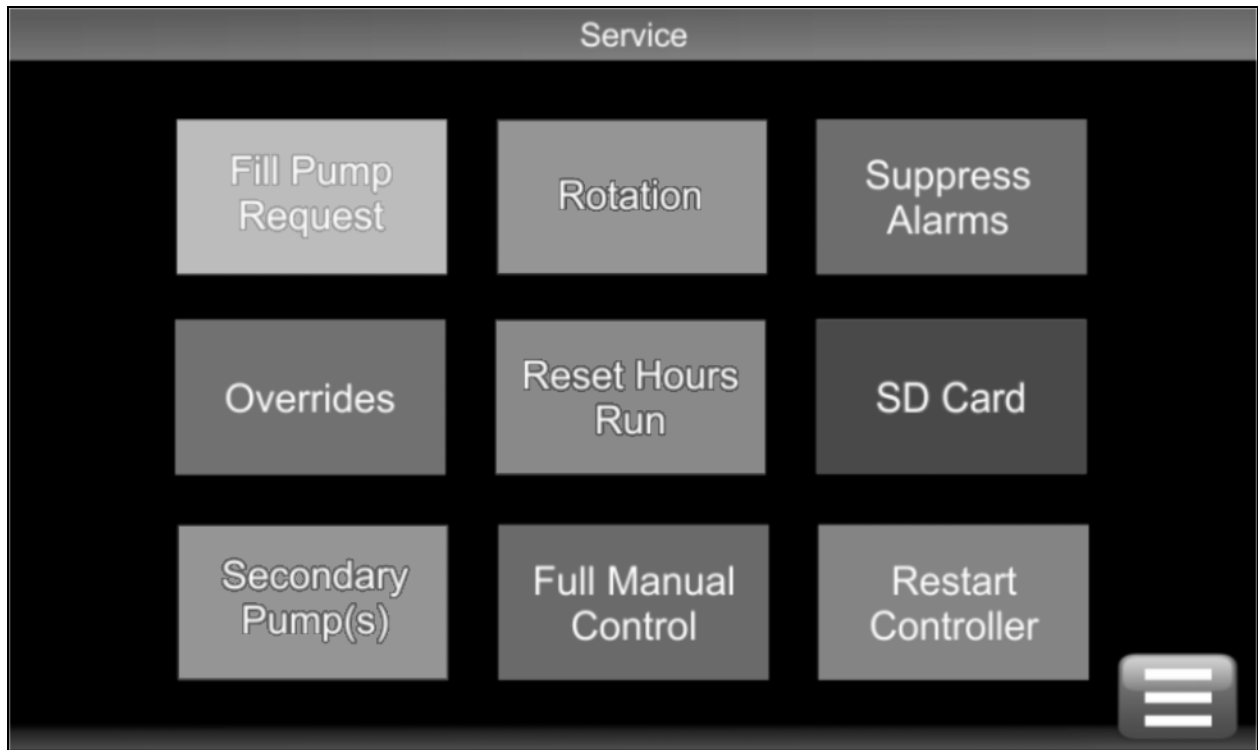 Service
Fill Pump
Request
Rotation
Suppress
Alarms
Overrides
Reset Hours
Run
SD Card
Secondary
Pump(s)
Full Manual
Control
Restart
Controller